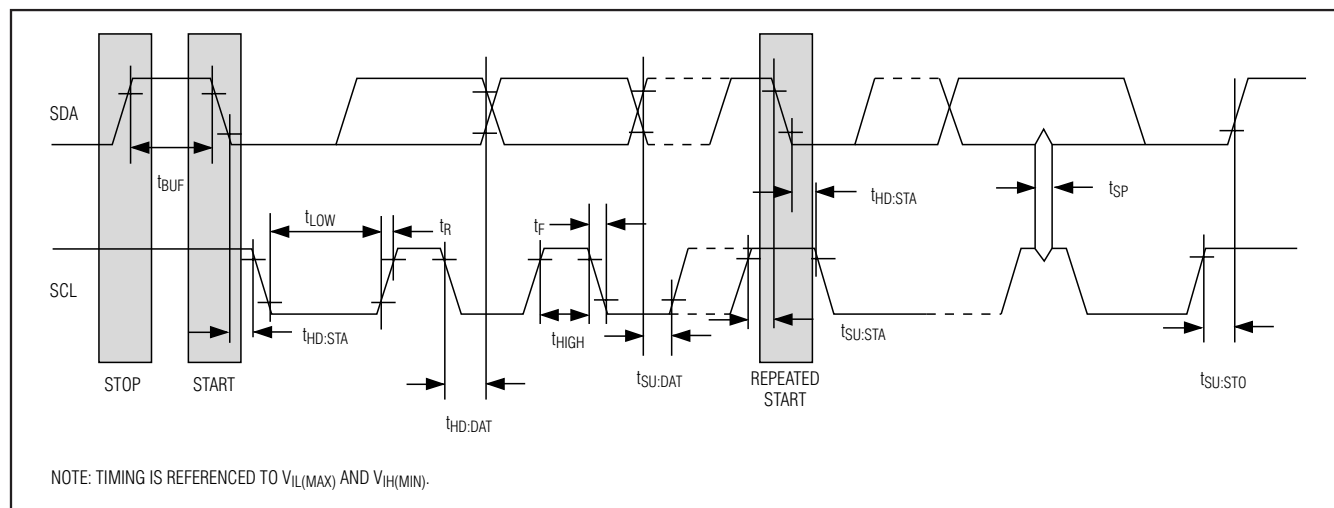 SDA
tBUF
tHD:STA
tSP
tLOW
tR
tF
SCL
tHD:STA
tHIGH
tSU:STA
tSU:DAT
STOP
START
REPEATED
START
tSU:STO
tHD:DAT
NOTE: TIMING IS REFERENCED TO VIL(MAX) AND VIH(MIN).